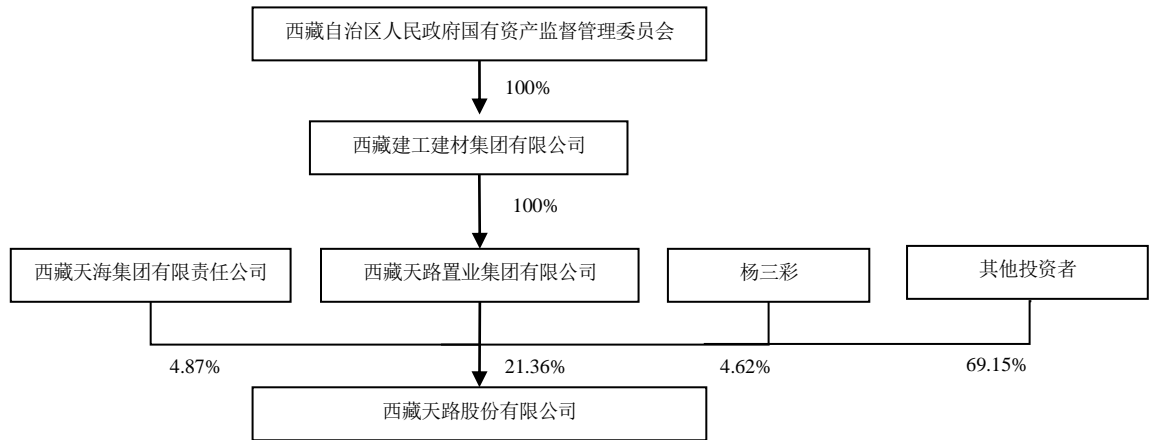 西藏自治区人民政府国有资产监督管理委员会
100%
西藏建工建材集团有限公司
100%
西藏天海集团有限责任公司
西藏天路置业集团有限公司
杨三彩
其他投资者
4.87%
21.36%
4.62%
69.15%
西藏天路股份有限公司